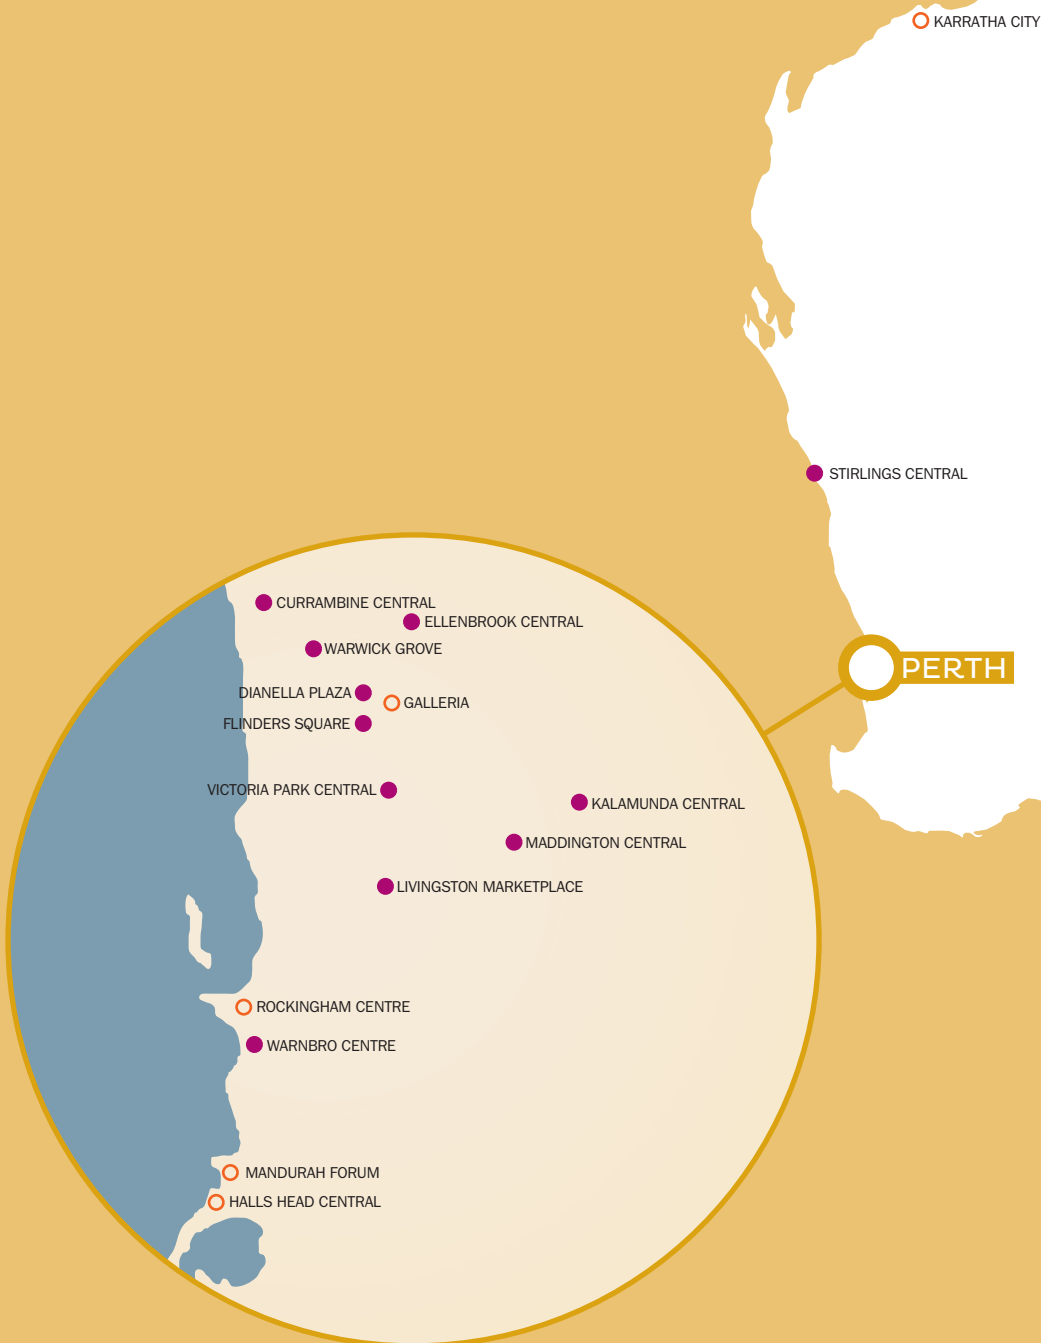 KARRATHA CITY
STIRLINGS CENTRAL
CURRAMBINE CENTRAL
ELLENBROOK CENTRAL
WARWICK GROVE
PERTH
DIANELLA PLAZA
GALLERIA
FLINDERS SQUARE
VICTORIA PARK CENTRAL
KALAMUNDA CENTRAL
MADDINGTON CENTRAL
LIVINGSTON MARKETPLACE
ROCKINGHAM CENTRE
WARNBRO CENTRE
MANDURAH FORUM
HALLS HEAD CENTRAL